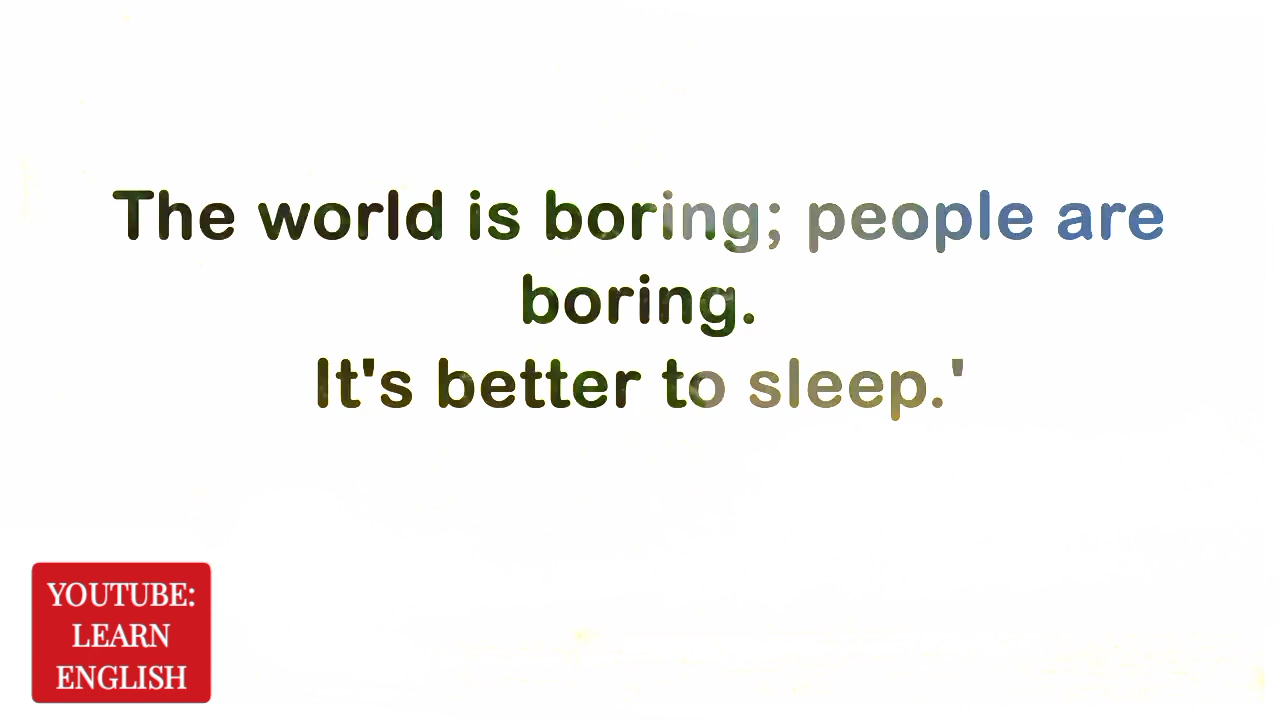 The world is boring; people are
boring.
It's better to sleep.'
YOUTUBE:
LEARN
ENGLISH